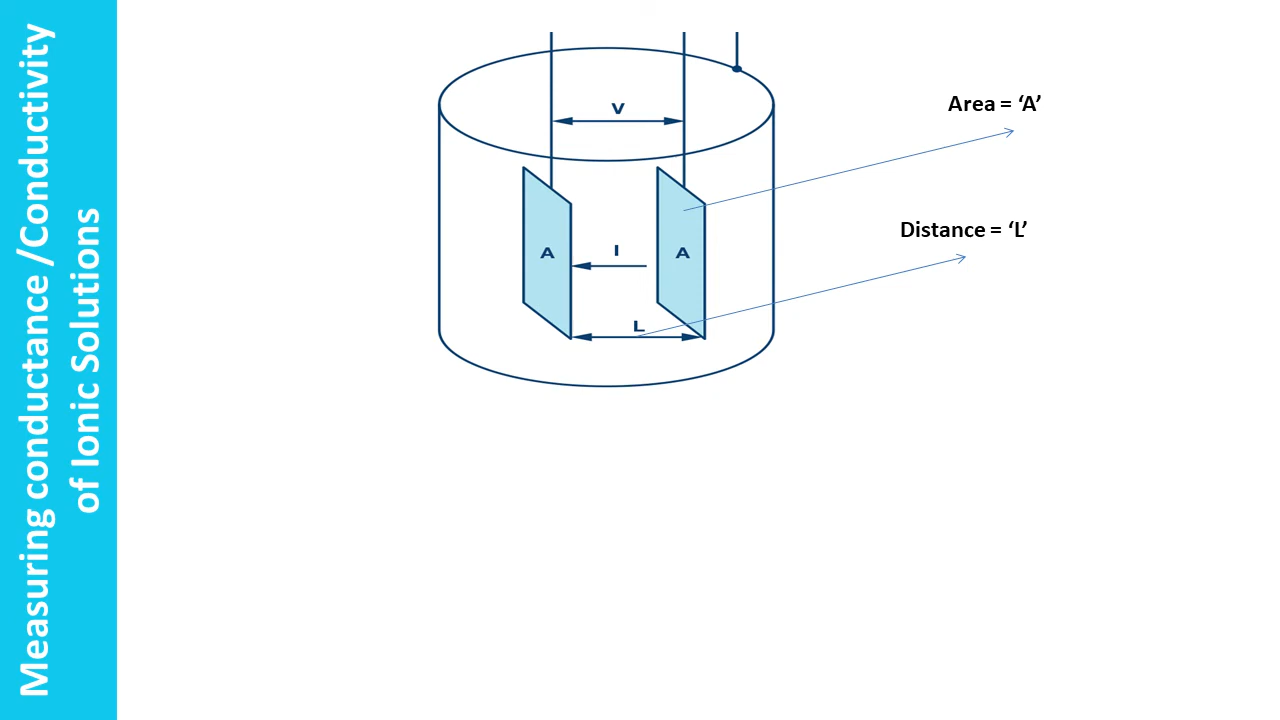 Measuring conductance /Conductivity
of Ionic Solutions
V
Area = ‘A’
Distance = ‘L’
A
I
A
L